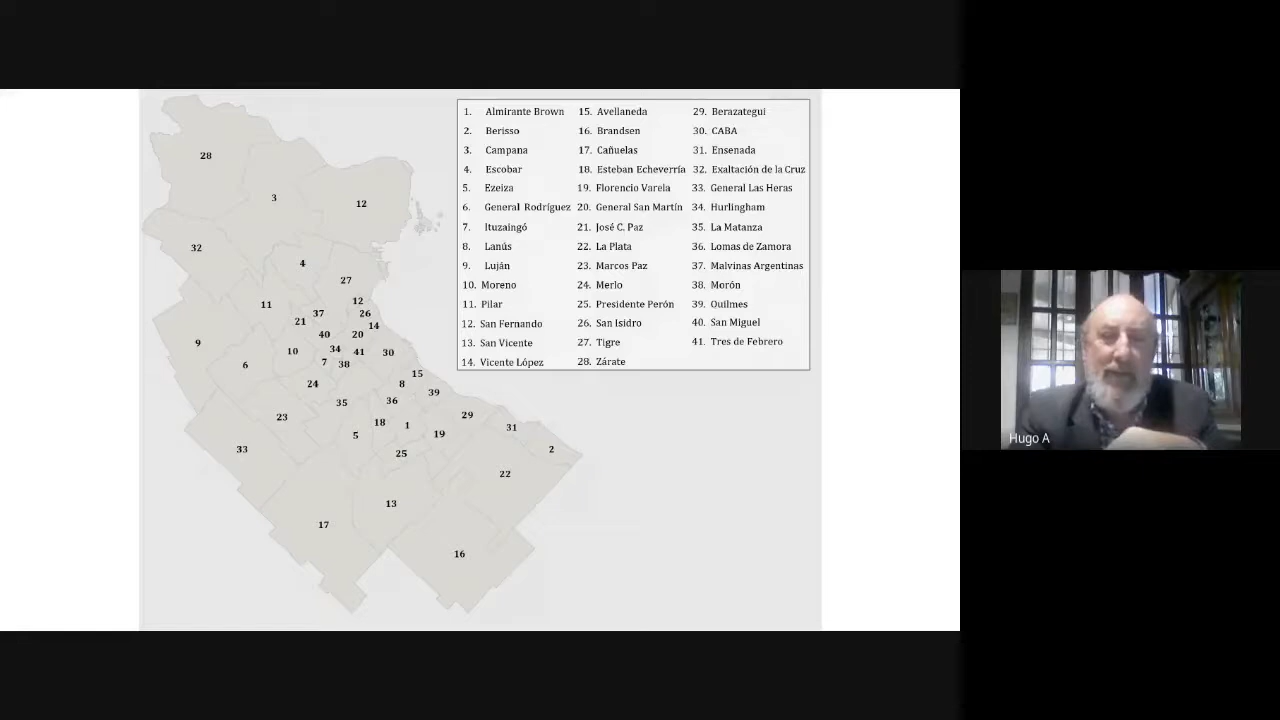 1. Almirante Brown
2. Berisso
3. Campana
4. Escobar
5. Ezeiza
6. General Rodríguez
7. Ituzaingó
8. Lanús
9. Luján
10. Moreno
11. Pilar
12. San Fernando
13. San Vicente
14. Vicente López
15. Avellaneda
16. Brandsen
17. Cañuelas
18. Esteban Echeverría
19. Florencio Varela
20. General San Martín
21. José C. Paz
22. La Plata
23. Marcos Paz
24. Merlo
25. Presidente Perón
26. San Isidro
27. Tigre
28. Zárate
29. Berazategui
30. CABA
31. Ensenada
32. Exaltación de la Cruz
33. General Las Heras
34. Hurlingham
35. La Matanza
36. Lomas de Zamora
37. Malvinas Argentinas
38. Morón
39. Quilmes
40. San Miguel
41. Tres de Febrero
28
3
12
32
4
27
11
12
37
26
21
14
40
20
9
10
34
41
30
6
7
38
15
24
8
39
35
36
23
29
18
1
31
5
19
33
25
2
22
13
17
16
Hugo A